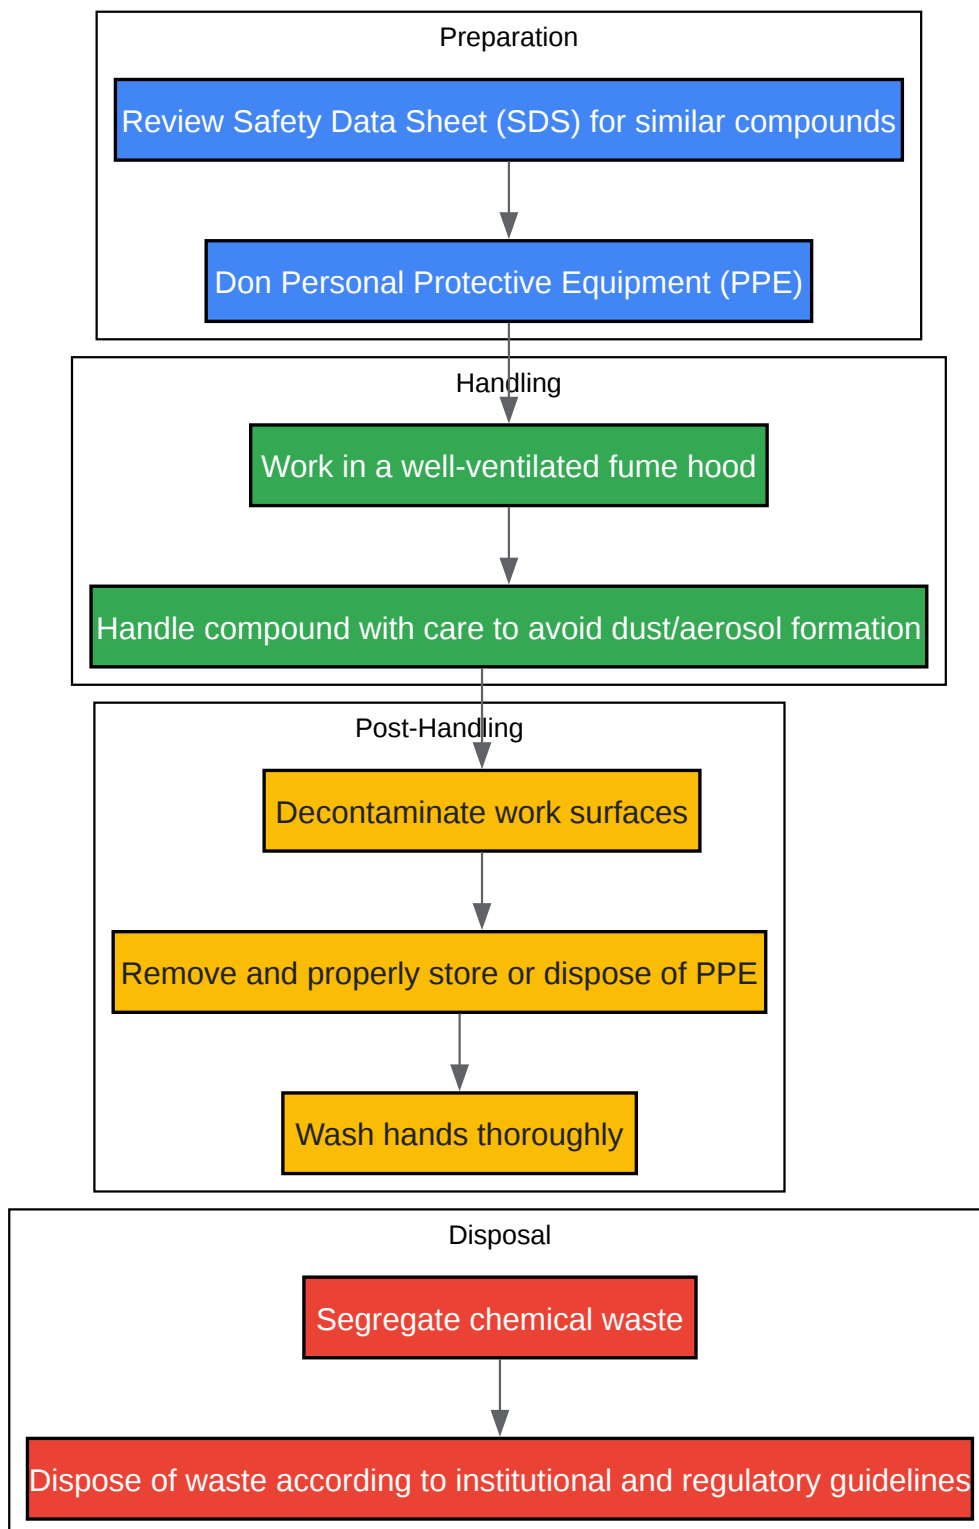 Preparation
Review Safety Data Sheet (SDS) for similar compounds
Don Personal Protective Equipment (PPE)
Handling
Work in a well-ventilated fume hood
Handle compound with care to avoid dust/aerosol formation
Post-Handling
Decontaminate work surfaces
Remove and properly store or dispose of PPE
Wash hands thoroughly
Disposal
Segregate chemical waste
Dispose of waste according to institutional and regulatory guidelines